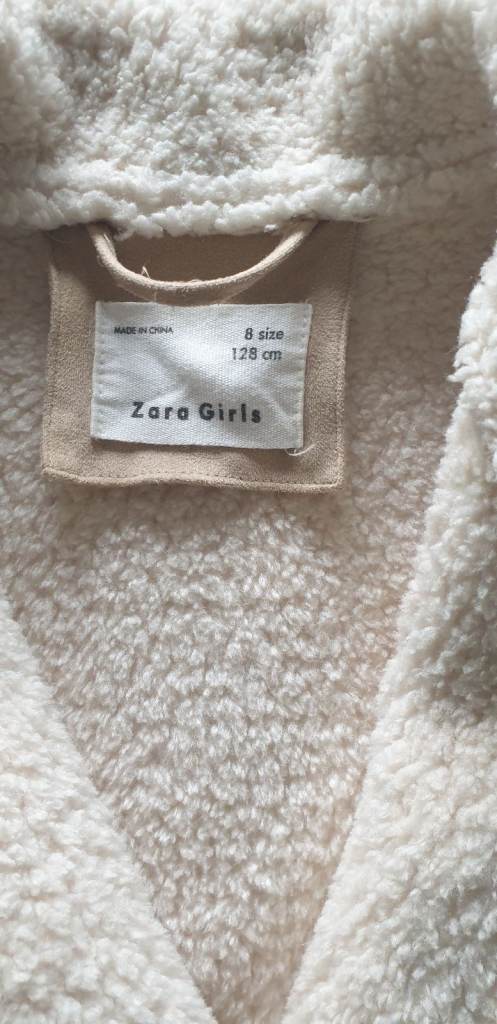 MADE IN CHINA
8 size
128 cm
Zara Girls